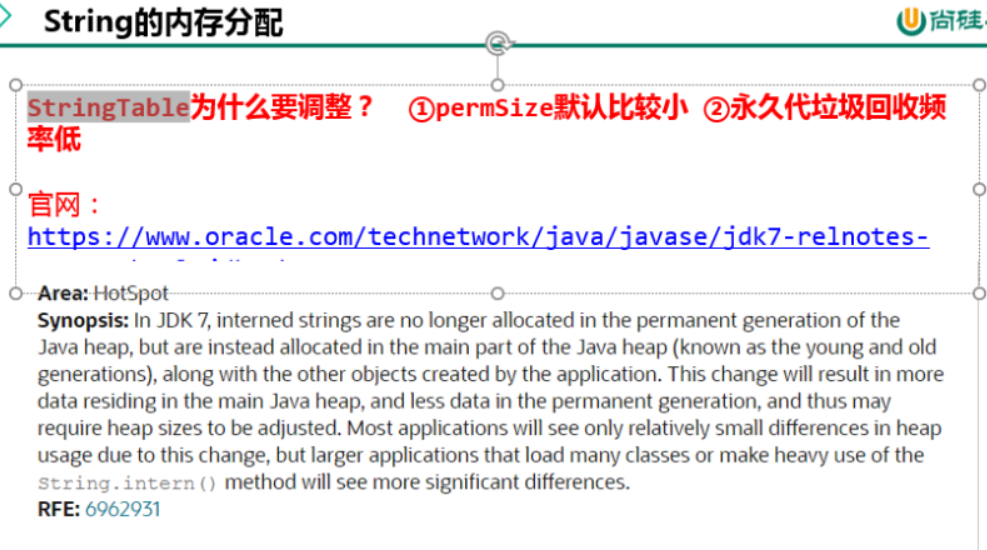 String的内存分配
尚硅
StringTable为什么要调整？ ①permSize默认比较小 ②永久代垃圾回收频
率低
官网：
https://www.oracle.com/technetwork/java/javase/jdk7-relnotes-
Area: HotSpot
Synopsis: In JDK 7, interned strings are no longer allocated in the permanent generation of the
Java heap, but are instead allocated in the main part of the Java heap (known as the young and old
generations), along with the other objects created by the application. This change will result in more
data residing in the main Java heap, and less data in the permanent generation, and thus may
require heap sizes to be adjusted. Most applications will see only relatively small differences in heap
usage due to this change, but larger applications that load many classes or make heavy use of the
String.intern() method will see more significant differences.
RFE: 6962931